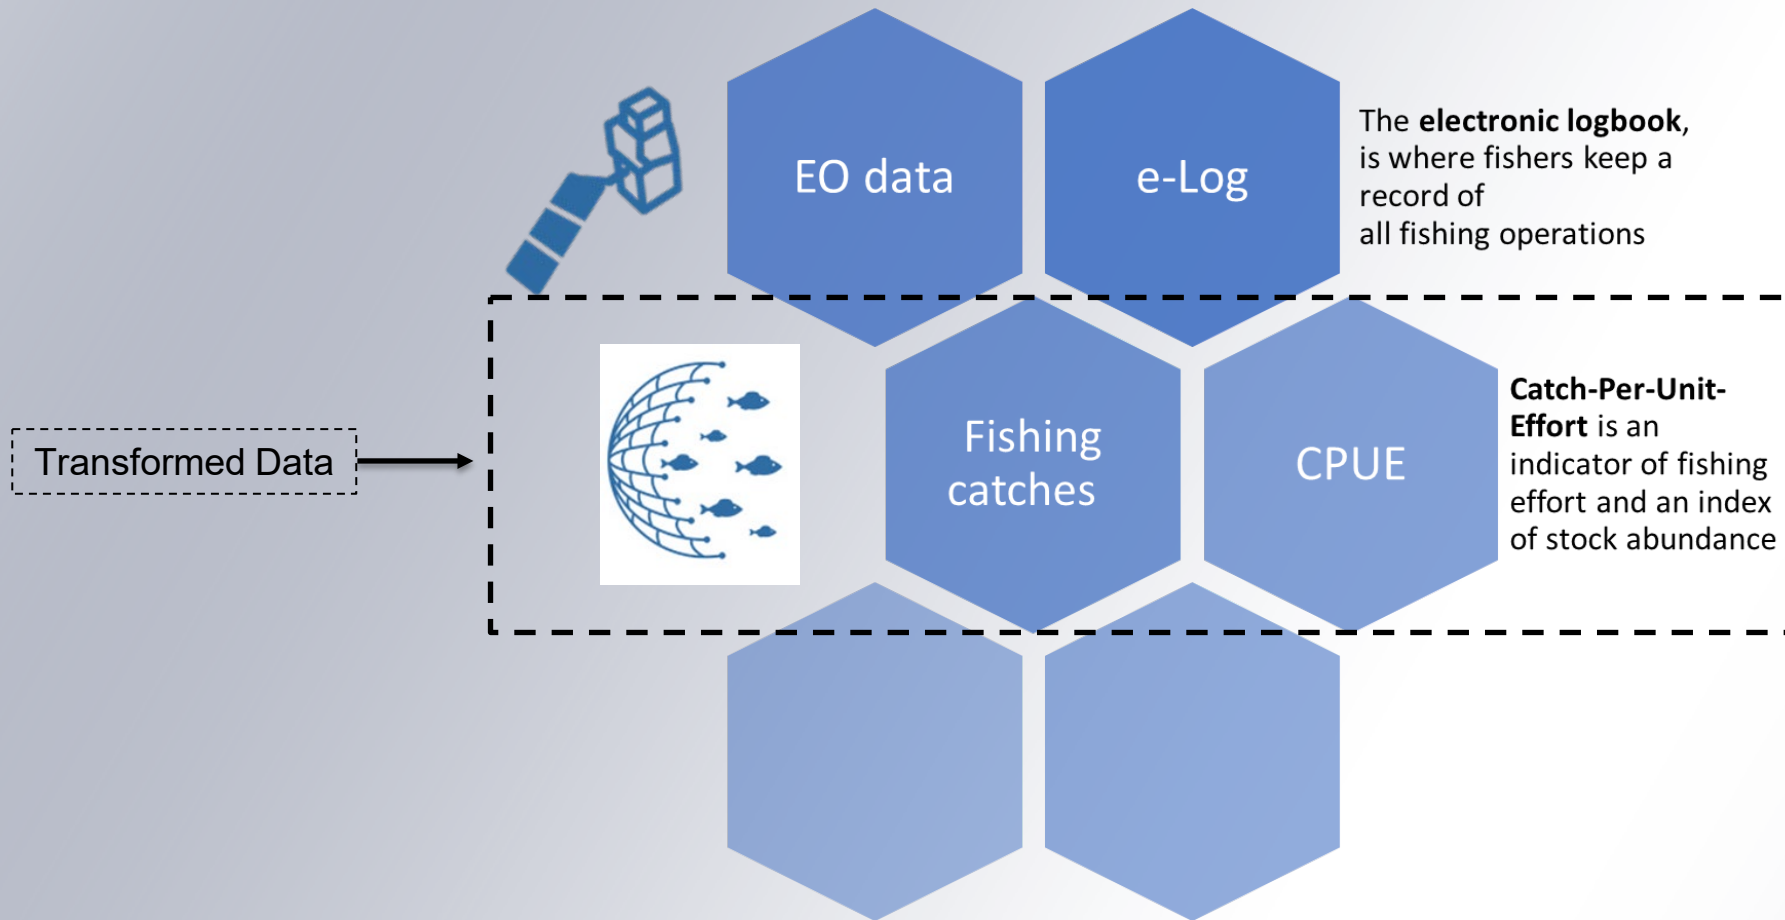 EO data
e-Log
The electronic logbook,
is where fishers keep a
record of
all fishing operations
Transformed Data
Fishing
catches
CPUE
Catch-Per-Unit-
Effort is an
indicator of fishing
effort and an index
of stock abundance